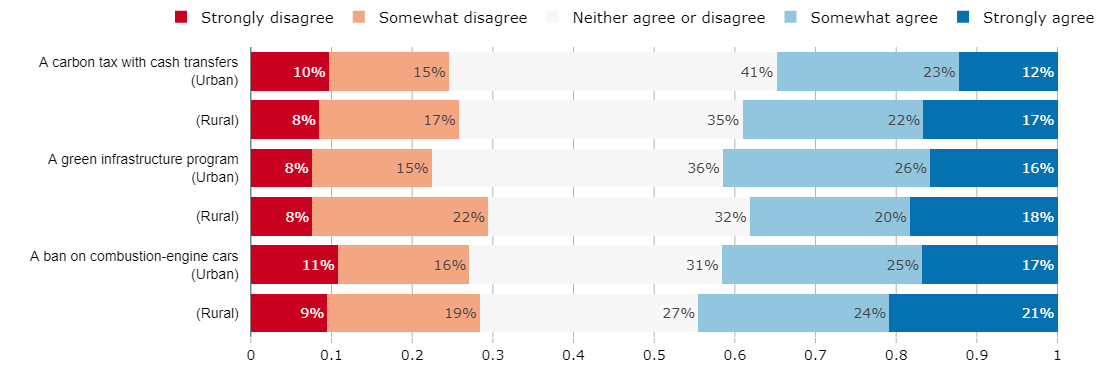 Strongly disagree Somewhat disagree Neither agree or disagree Somewhat agree Strongly agree
A carbon tax with cash transfers
(Urban)
10% 15% 41% 23% 12%
(Rural)
8% 17% 35% 22% 17%
A green infrastructure program
(Urban)
8% 15% 36% 26% 16%
(Rural)
8% 22% 32% 20% 18%
A ban on combustion-engine cars
(Urban)
11% 16% 31% 25% 17%
(Rural)
9% 19% 27% 24% 21%
0 0.1 0.2 0.3 0.4 0.5 0.6 0.7 0.8 0.9 1